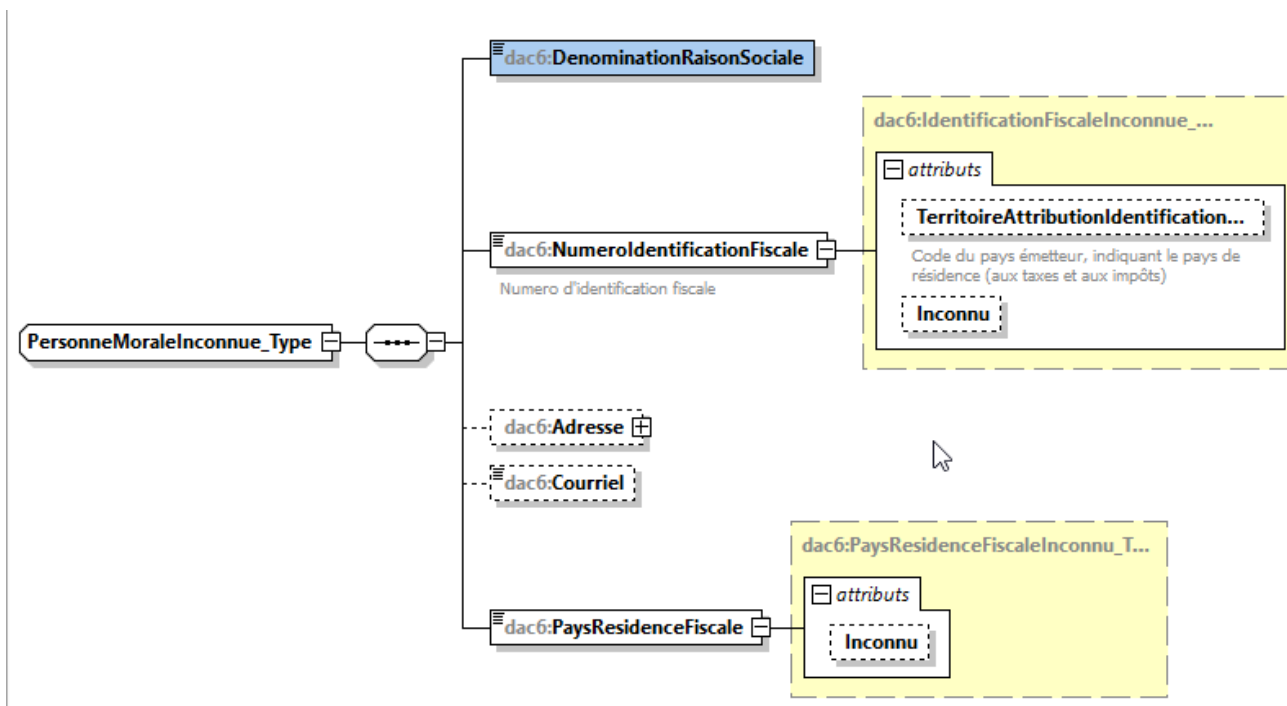 dac6:DenominationRaisonSociale
dac6:IdentificationFiscaleInconnue_...
attributs
TerritoireAttributionIdentification...
dac6:NumeroIdentificationFiscale
Code du pays émetteur, indiquant le pays de
résidence (aux taxes et aux impôts)
Numero d'identification fiscale
Inconnu
PersonneMoraleInconnue_Type
dac6:Adresse
dac6:Courriel
dac6:PaysResidenceFiscaleInconnu_T...
attributs
dac6:PaysResidenceFiscale
Inconnu